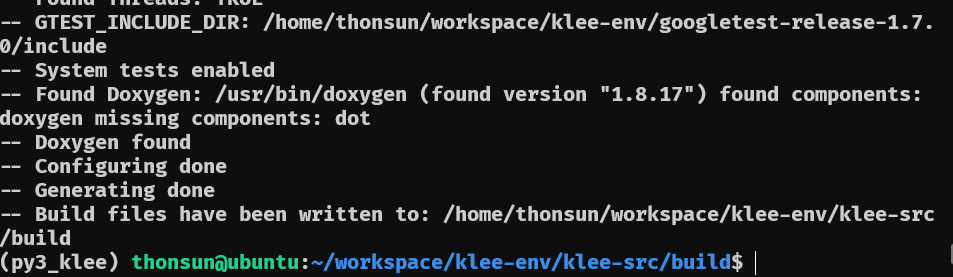 -- Found Threads: TRUE
-- GTEST_INCLUDE_DIR: /home/thonsun/workspace/klee-env/googletest-release-1.7.
0/include
-- System tests enabled
-- Found Doxygen: /usr/bin/doxygen (found version "1.8.17") found components:
doxygen missing components: dot
-- Doxygen found
-- Configuring done
-- Generating done
-- Build files have been written to: /home/thonsun/workspace/klee-env/klee-src
/build
(py3_klee) thonsun@ubuntu:~/workspace/klee-env/klee-src/build$